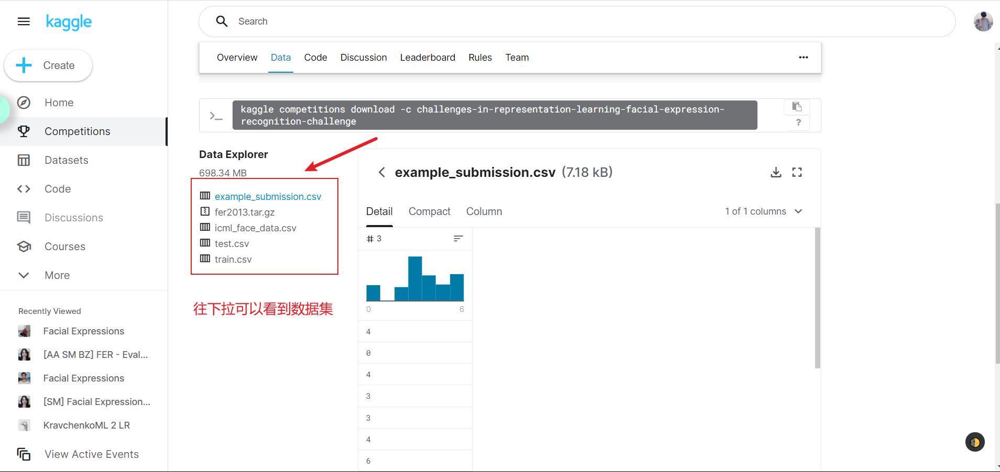 kaggle
Search
Create
Home
Competitions
Datasets
Code
Discussions
Courses
More
Recently Viewed
Facial Expressions
[AA SM BZ] FER - Eval...
Facial Expressions
[SM] Facial Expression...
KravchenkoML 2 LR
View Active Events
Overview Data Code Discussion Leaderboard Rules Team
>_ kaggle competitions download -c challenges-in-representation-learning-facial-expression-
recognition-challenge
?
Data Explorer
698.34 MB
example_submission.csv
fer2013.tar.gz
icml_face_data.csv
test.csv
train.csv
往下拉可以看到数据集
example_submission.csv (7.18 kB)
Detail Compact Column 1 of 1 columns
# 3
0 6
4
0
4
3
3
4
6